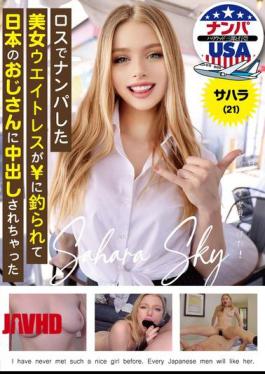 ナンパ
USA
サハラ
(21)
ロスでナンパした
美女ウエイトレスが¥に釣られて
日本のおじさんに中出しされちゃった
Sahara Sky
JAVHD
I have never met such a nice girl before. Every Japanese men will like her.